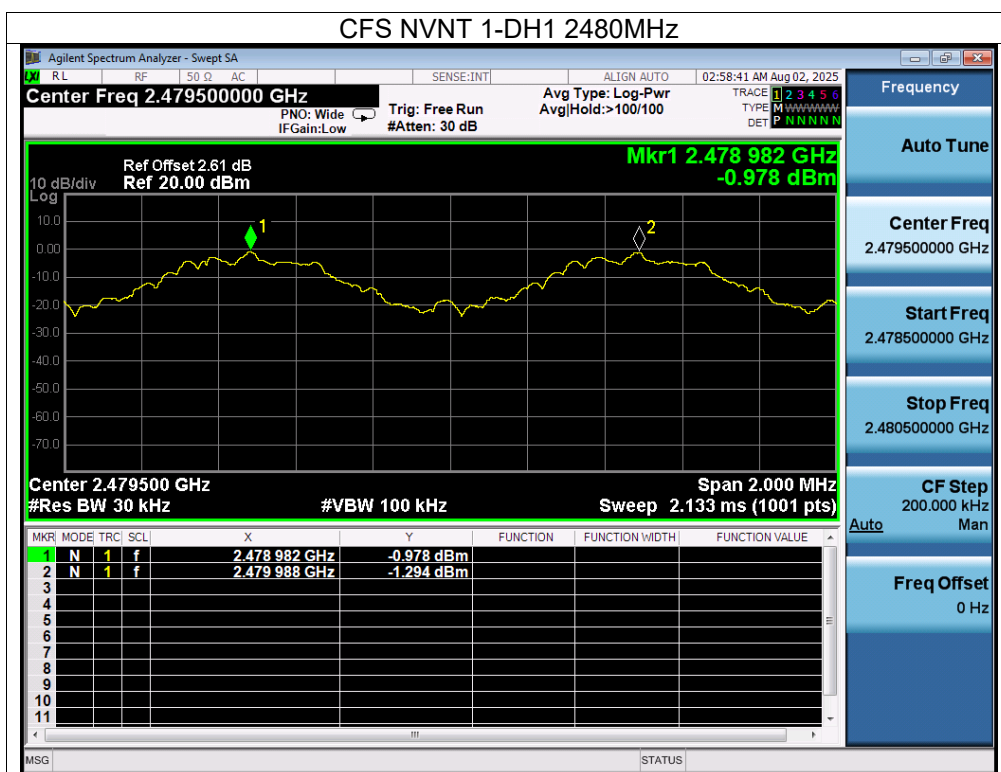 CFS NVNT 1-DH1 2480MHz
Agilent Spectrum Analyzer - Swept SA
LXI RL RF 50 Ω AC SENSE:INT ALIGN AUTO 02:58:41 AM Aug 02, 2025
Center Freq 2.479500000 GHz
PNO: Wide
IFGain:Low
Trig: Free Run
#Atten: 30 dB
Avg Type: Log-Pwr
Avg|Hold:>100/100
TRACE 1 2 3 4 5 6
TYPE M WWWWW
DET P N N N N N
Ref Offset 2.61 dB
Ref 20.00 dBm
10 dB/div
Log
Mkr1 2.478 982 GHz
-0.978 dBm
10.0
0.00
-10.0
-20.0
-30.0
-40.0
-50.0
-60.0
-70.0
1
2
Center 2.479500 GHz Span 2.000 MHz
#Res BW 30 kHz #VBW 100 kHz Sweep 2.133 ms (1001 pts)
MKR MODE TRC SCL X Y FUNCTION FUNCTION WIDTH FUNCTION VALUE
1 N 1 f 2.478 982 GHz -0.978 dBm
2 N 1 f 2.479 988 GHz -1.294 dBm
3
4
5
6
7
8
9
10
11
MSG STATUS
Frequency
Auto Tune
Center Freq
2.479500000 GHz
Start Freq
2.478500000 GHz
Stop Freq
2.480500000 GHz
CF Step
200.000 kHz
Auto Man
Freq Offset
0 Hz